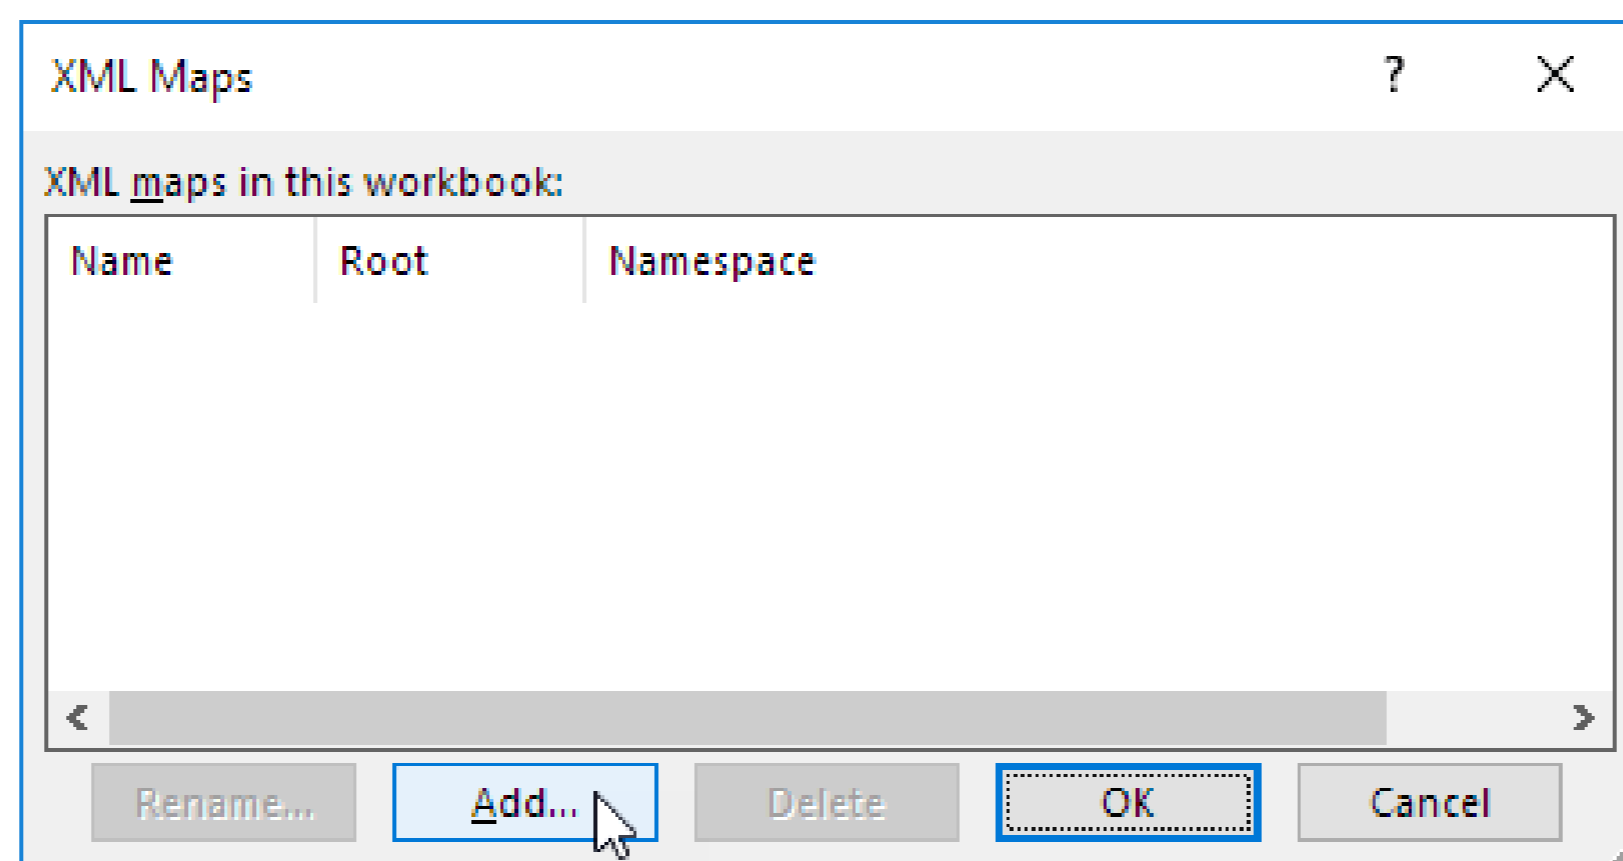 XML Maps ?
XML maps in this workbook:
Name Root Namespace
Rename... Add... Delete OK Cancel